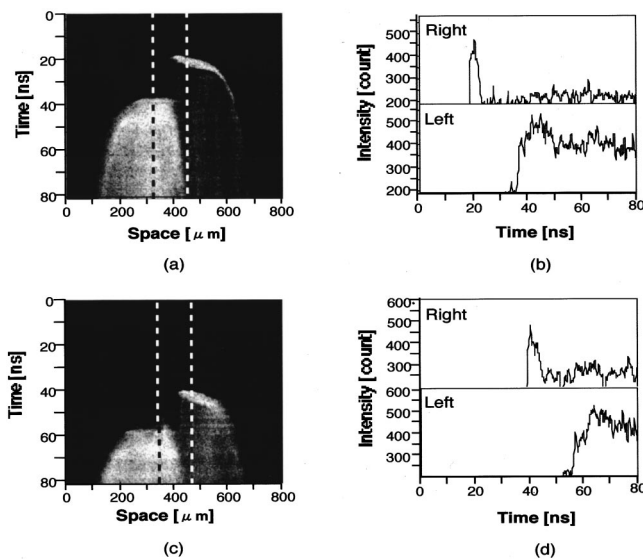 0
20
40
60
80
Time [ns]
0 200 400 600 800
Space [ μ m]
(a)
500
400
300
200
Right
500
400
300
200
Left
Intensity [count]
0 20 40 60 80
Time [ns]
(b)
0
20
40
60
80
Time [ns]
0 200 400 600 800
Space [ μ m]
(c)
600
500
400
300
Right
600
500
400
300
Left
Intensity [count]
0 20 40 60 80
Time [ns]
(d)